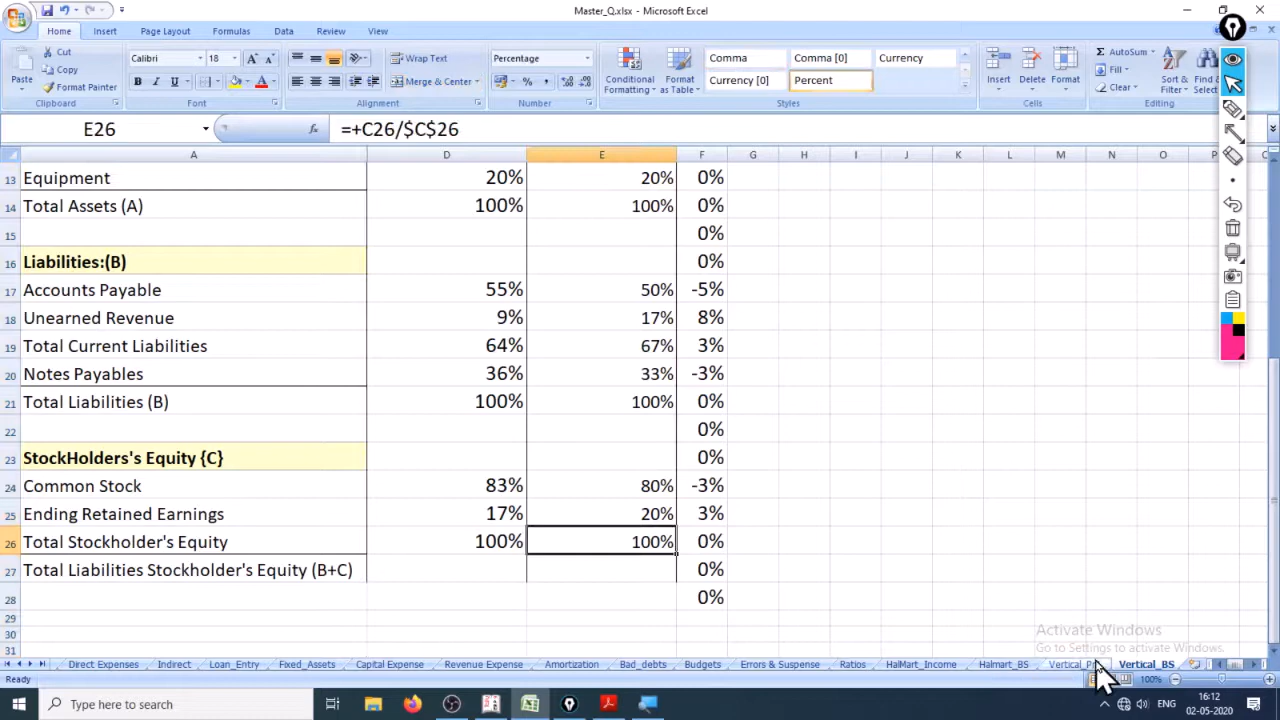 Master_Q.xlsx - Microsoft Excel
Home Insert Page Layout Formulas Data Review View
Cut
Copy
Format Painter
Paste
Clipboard
Calibri 18
Font
Wrap Text
Merge & Center
Alignment
Percentage
Number
Conditional Formatting
Format as Table
Comma Comma [0] Currency
Currency [0] Percent
Styles
Insert Delete Format
Cells
AutoSum
Fill
Clear
Sort & Filter
Find &
Editing
E26 fx =+C26/$C$26
A D E F G H I J K L M N O P
13 Equipment 20% 20% 0%
14 Total Assets (A) 100% 100% 0%
15 0%
16 Liabilities:(B) 0%
17 Accounts Payable 55% 50% -5%
18 Unearned Revenue 9% 17% 8%
19 Total Current Liabilities 64% 67% 3%
20 Notes Payables 36% 33% -3%
21 Total Liabilities (B) 100% 100% 0%
22 0%
23 StockHolders's Equity {C} 0%
24 Common Stock 83% 80% -3%
25 Ending Retained Earnings 17% 20% 3%
26 Total Stockholder's Equity 100% 100% 0%
27 Total Liabilities Stockholder's Equity (B+C) 0%
28 0%
29
30
31
Activate Windows
Go to Settings to activate Windows.
Direct Expenses Indirect Loan_Entry Fixed_Assets Capital Expense Revenue Expense Amortization Bad_debts Budgets Errors & Suspense Ratios HalMart_Income Halmart_BS Vertical_P Vertical_BS
Ready 100%
Type here to search
ENG
16:12
02-05-2020